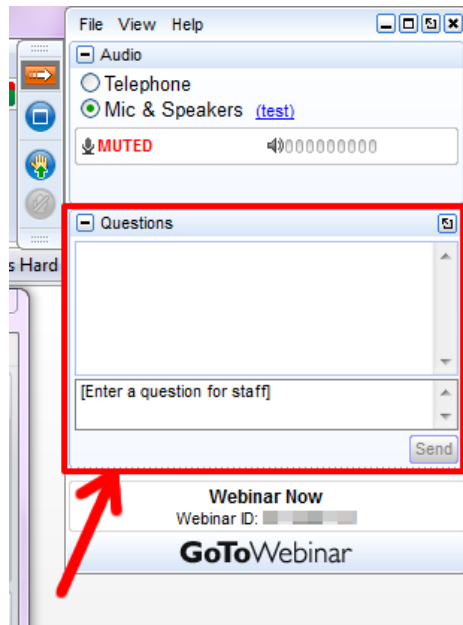 File View Help
Audio
Telephone
Mic & Speakers (test)
MUTED 000000000
Questions
s Hard
[Enter a question for staff]
Send
Webinar Now
Webinar ID:
GoToWebinar